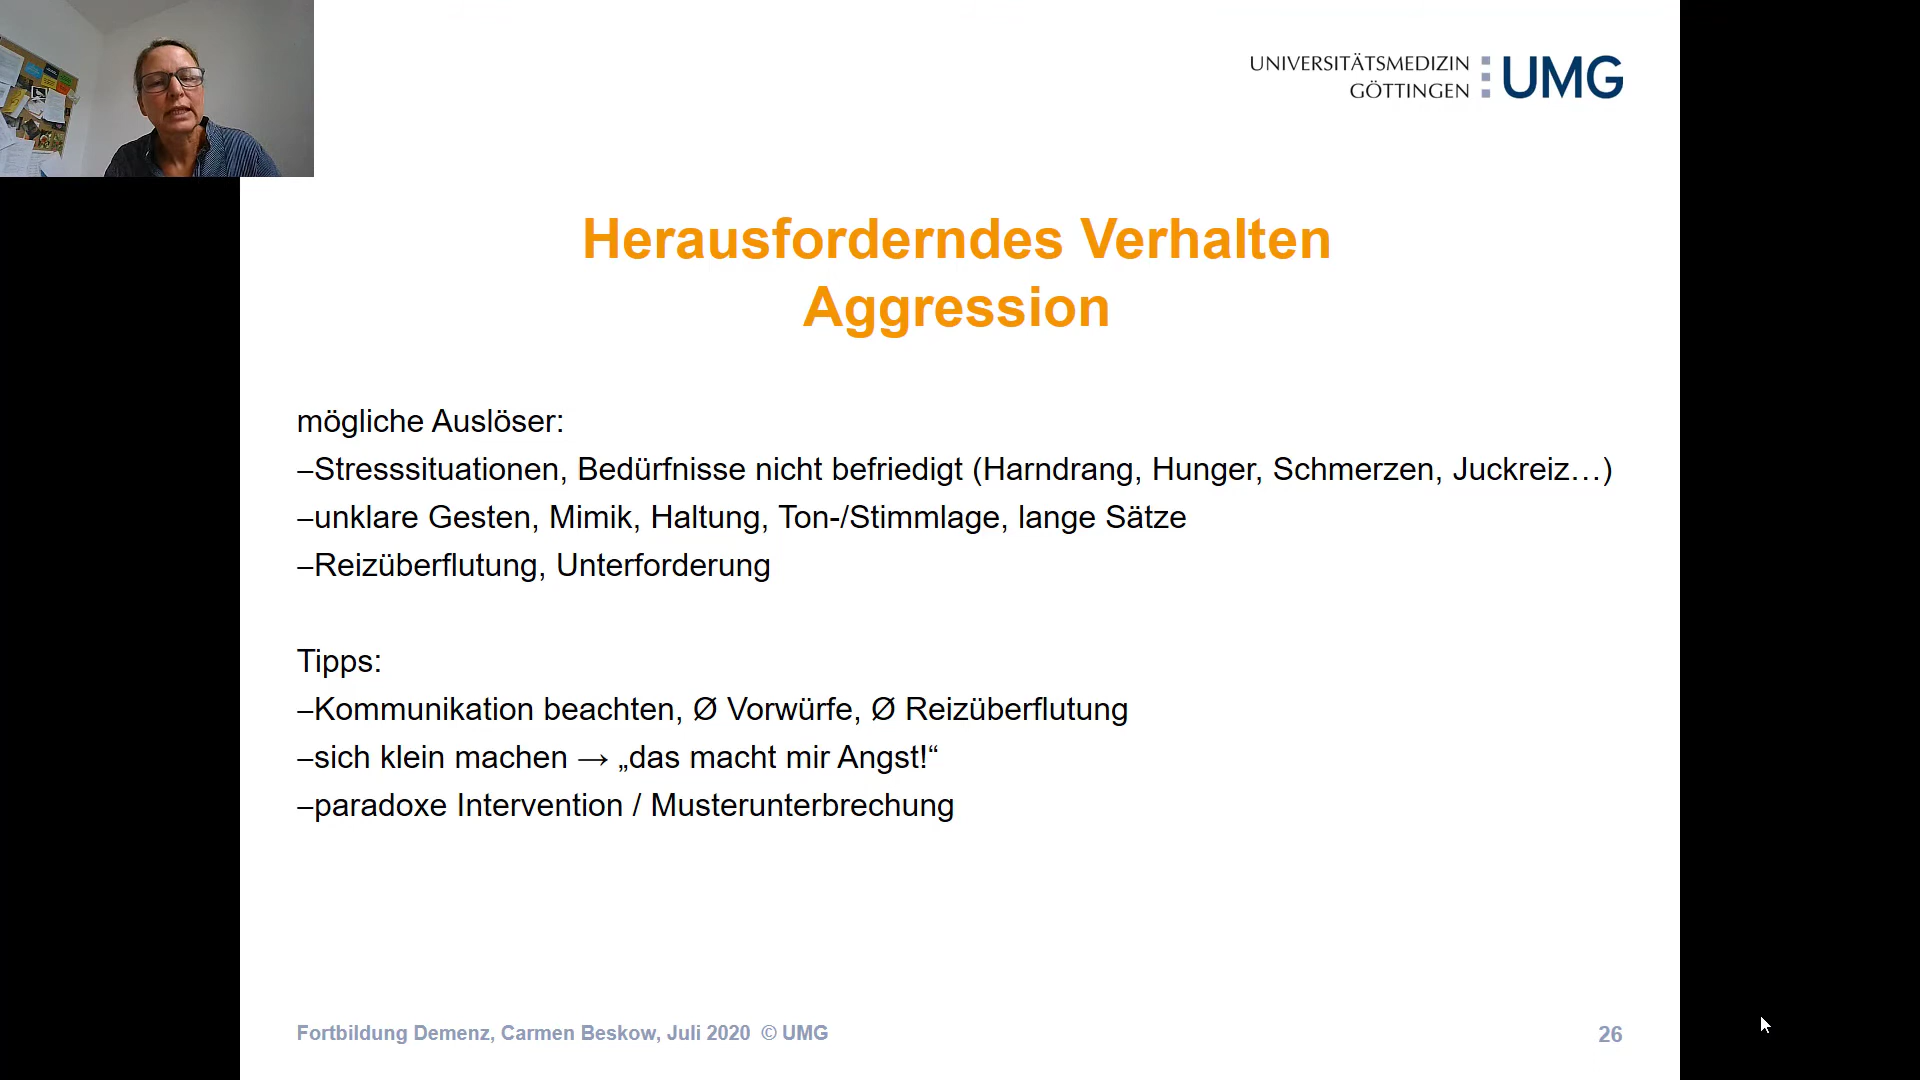 UNIVERSITÄTSMEDIZIN
GÖTTINGEN
UMG
Herausforderndes Verhalten
Aggression
mögliche Auslöser:
–Stresssituationen, Bedürfnisse nicht befriedigt (Harndrang, Hunger, Schmerzen, Juckreiz…)
–unklare Gesten, Mimik, Haltung, Ton-/Stimmlage, lange Sätze
–Reizüberflutung, Unterforderung
Tipps:
–Kommunikation beachten, Ø Vorwürfe, Ø Reizüberflutung
–sich klein machen → „das macht mir Angst!“
–paradoxe Intervention / Musterunterbrechung
Fortbildung Demenz, Carmen Beskow, Juli 2020 © UMG
26